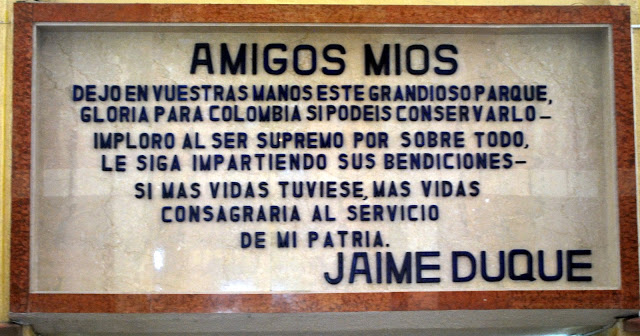 AMIGOS MIOS
DEJO EN VUESTRAS MANOS ESTE GRANDIOSO PARQUE,
GLORIA PARA COLOMBIA SI PODEIS CONSERVARLO—
IMPLORO AL SER SUPREMO POR SOBRE TODO,
LE SIGA IMPARTIENDO SUS BENDICIONES—
SI MAS VIDAS TUVIESE, MAS VIDAS
CONSAGRARIA AL SERVICIO
DE MI PATRIA.
JAIME DUQUE